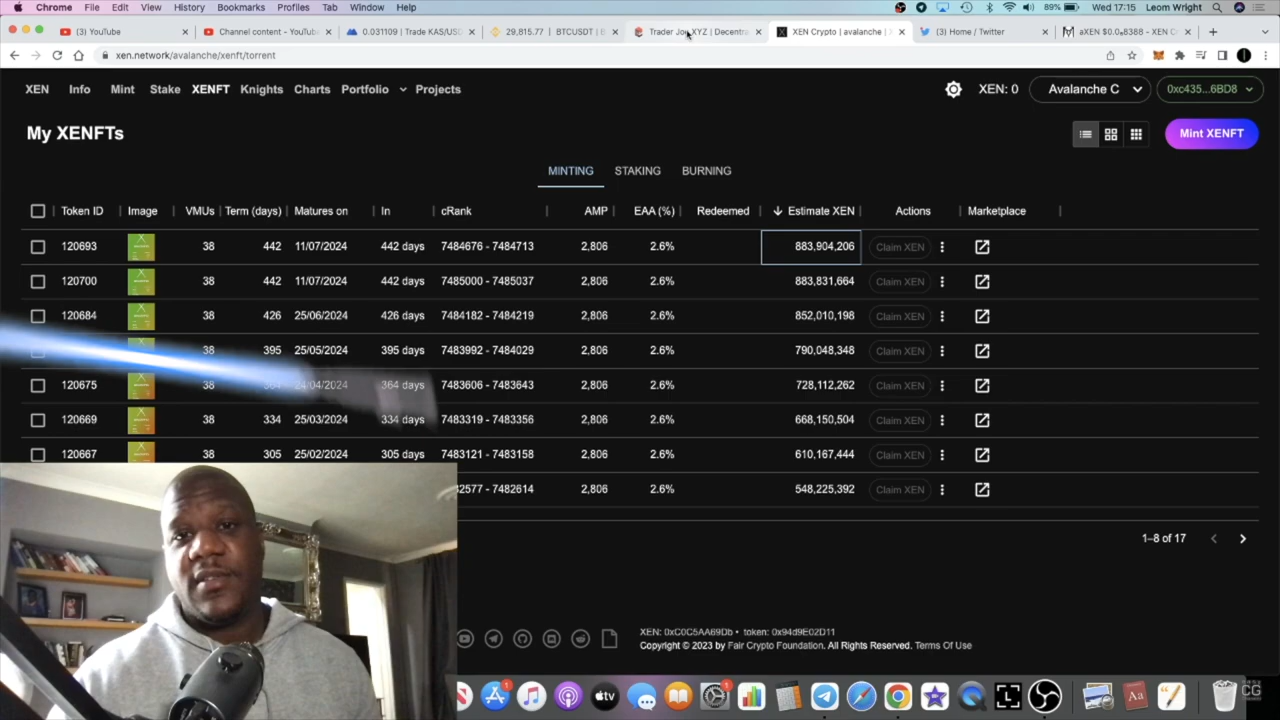 Chrome File Edit View History Bookmarks Profiles Tab Window Help 89% Wed 17:15 Leom Wright
(3) YouTube Channel content - YouTub 0.031109 | Trade KAS/USD 29,815.77 | BTCUSDT | B Trader Joe XYZ | Decentra XEN Crypto | avalanche | X (3) Home / Twitter aXEN $0.0₆8388 - XEN C
xen.network/avalanche/xenft/torrent
XEN Info Mint Stake XENFT Knights Charts Portfolio Projects XEN: 0 Avalanche C 0xc435...6BD8
My XENFTs Mint XENFT
MINTING STAKING BURNING
Token ID Image VMUs Term (days) Matures on In cRank AMP EAA (%) Redeemed Estimate XEN Actions Marketplace
120693 38 442 11/07/2024 442 days 7484676 - 7484713 2,806 2.6% 883,904,206 Claim XEN
120700 38 442 11/07/2024 442 days 7485000 - 7485037 2,806 2.6% 883,831,664 Claim XEN
120684 38 426 25/06/2024 426 days 7484182 - 7484219 2,806 2.6% 852,010,198 Claim XEN
38 395 25/05/2024 395 days 7483992 - 7484029 2,806 2.6% 790,048,348 Claim XEN
120675 38 364 24/04/2024 364 days 7483606 - 7483643 2,806 2.6% 728,112,262 Claim XEN
120669 38 334 25/03/2024 334 days 7483319 - 7483356 2,806 2.6% 668,150,504 Claim XEN
120667 38 305 25/02/2024 305 days 7483121 - 7483158 2,806 2.6% 610,167,444 Claim XEN
82577 - 7482614 2,806 2.6% 548,225,392 Claim XEN
1–8 of 17
XEN: 0xC0C5AA69Db • token: 0x94d9E02D11
Copyright © 2023 by Fair Crypto Foundation. All Rights Reserved. Terms Of Use
tv
CG